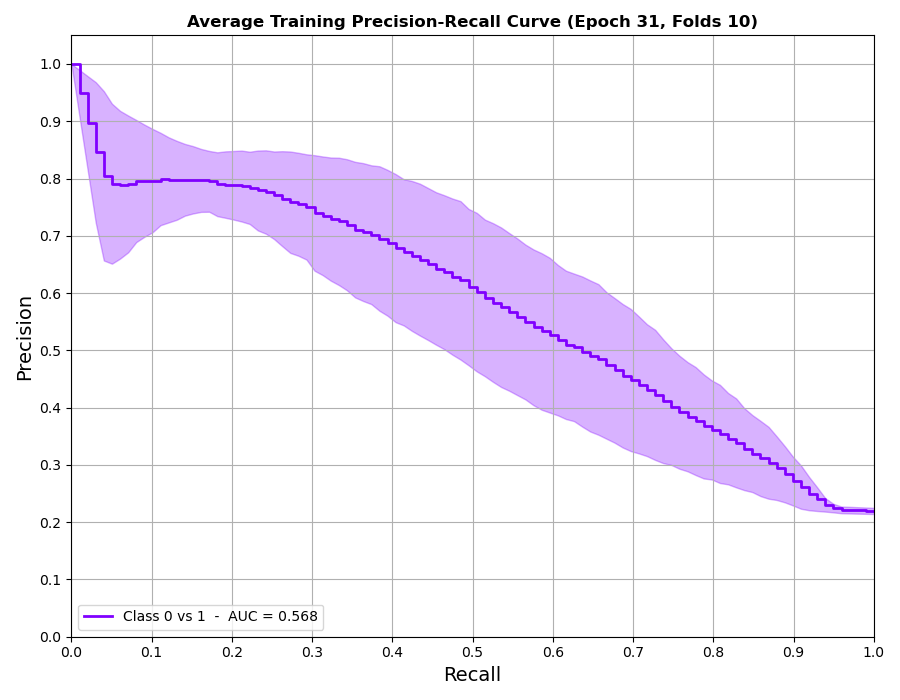 Average Training Precision-Recall Curve (Epoch 31, Folds 10)
Precision
1.0
0.9
0.8
0.7
0.6
0.5
0.4
0.3
0.2
0.1
0.0
Class 0 vs 1 - AUC = 0.568
0.0 0.1 0.2 0.3 0.4 0.5 0.6 0.7 0.8 0.9 1.0
Recall